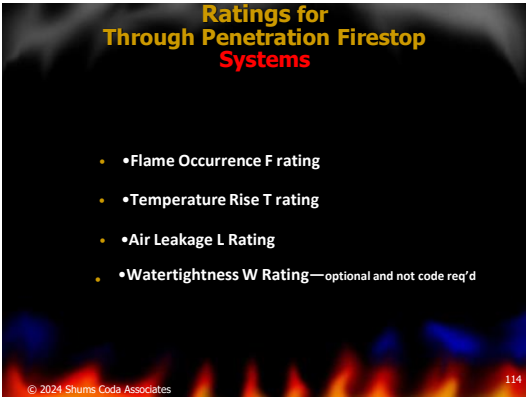 Ratings for
Through Penetration Firestop
Systems
• •Flame Occurrence F rating
• •Temperature Rise T rating
• •Air Leakage L Rating
• •Watertightness W Rating—optional and not code req’d
114
© 2024 Shums Coda Associates